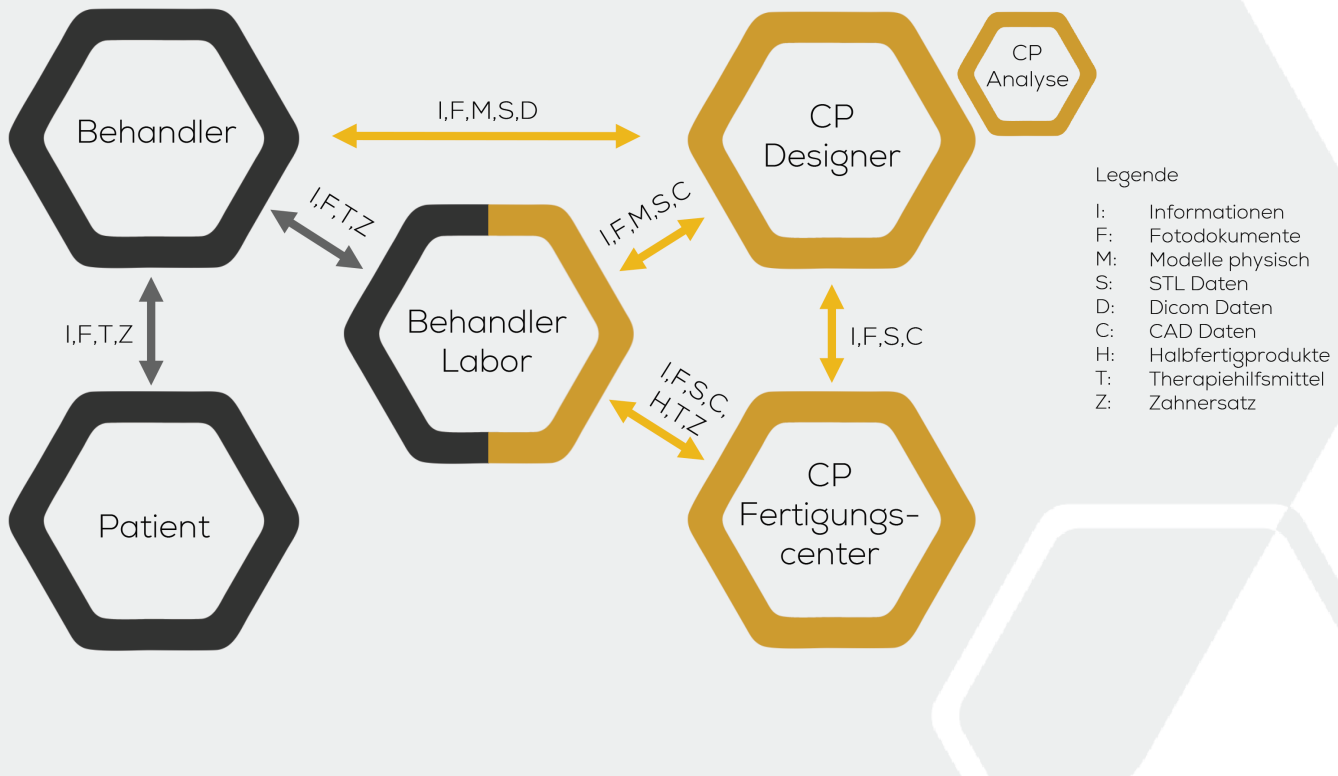 Behandler
I,F,M,S,D
CP
Designer
CP
Analyse
I,F,T,Z
I,F,M,S,C
I,F,T,Z
Behandler
Labor
I,F,S,C
I,F,S,C,
H,T,Z
Patient
CP
Fertigungs-
center
Legende
I: Informationen
F: Fotodokumente
M: Modelle physisch
S: STL Daten
D: Dicom Daten
C: CAD Daten
H: Halbfertigprodukte
T: Therapiehilfsmittel
Z: Zahnersatz